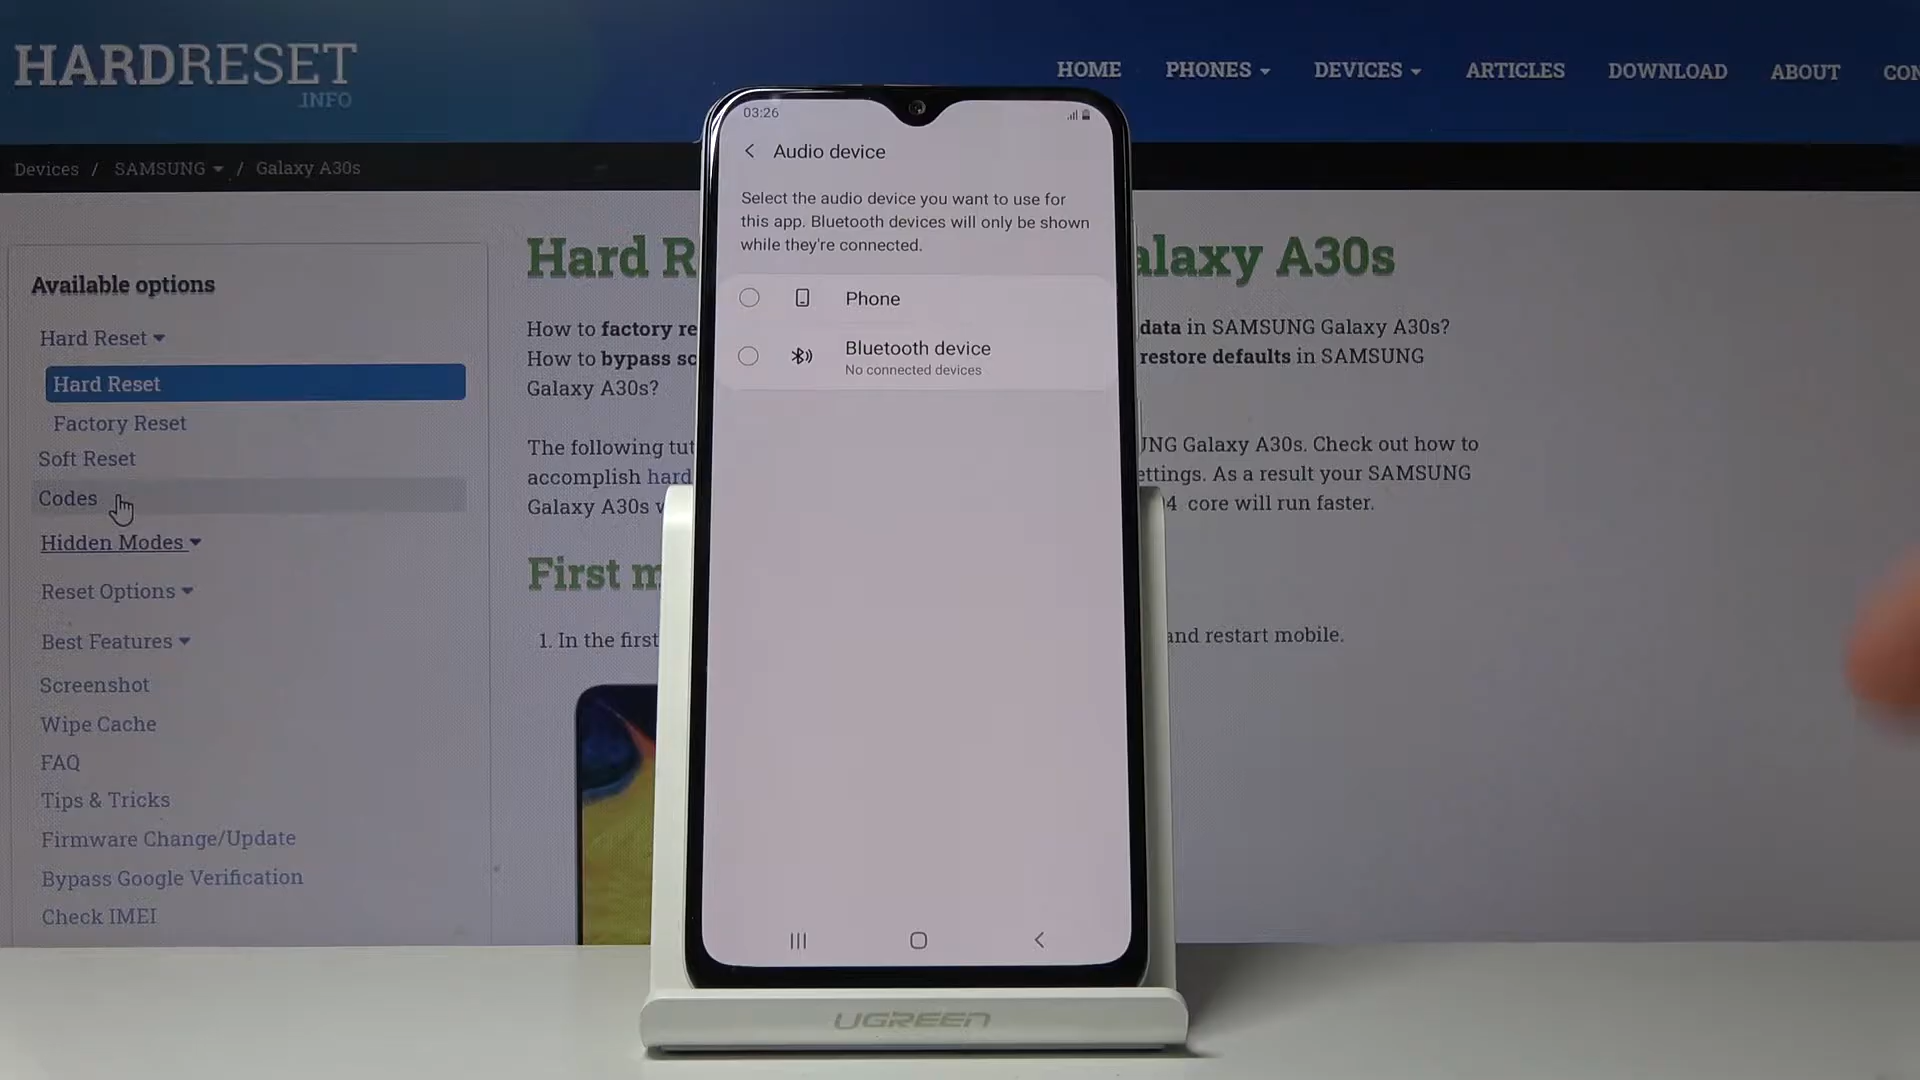 HARDRESET
.INFO
HOME
PHONES
DEVICES
ARTICLES
DOWNLOAD
ABOUT
Devices / SAMSUNG / Galaxy A30s
Available options
Hard Reset
Hard Reset
Factory Reset
Soft Reset
Codes
Hidden Modes
Reset Options
Best Features
Screenshot
Wipe Cache
FAQ
Tips & Tricks
Firmware Change/Update
Bypass Google Verification
Check IMEI
Hard R
alaxy A30s
How to factory re
data in SAMSUNG Galaxy A30s?
How to bypass sc
restore defaults in SAMSUNG
Galaxy A30s?
The following tut
NG Galaxy A30s. Check out how to
accomplish hard
ettings. As a result your SAMSUNG
Galaxy A30s
4 core will run faster.
First m
1. In the first
and restart mobile.
03:26
Audio device
Select the audio device you want to use for
this app. Bluetooth devices will only be shown
while they're connected.
Phone
Bluetooth device
No connected devices
UGREEN